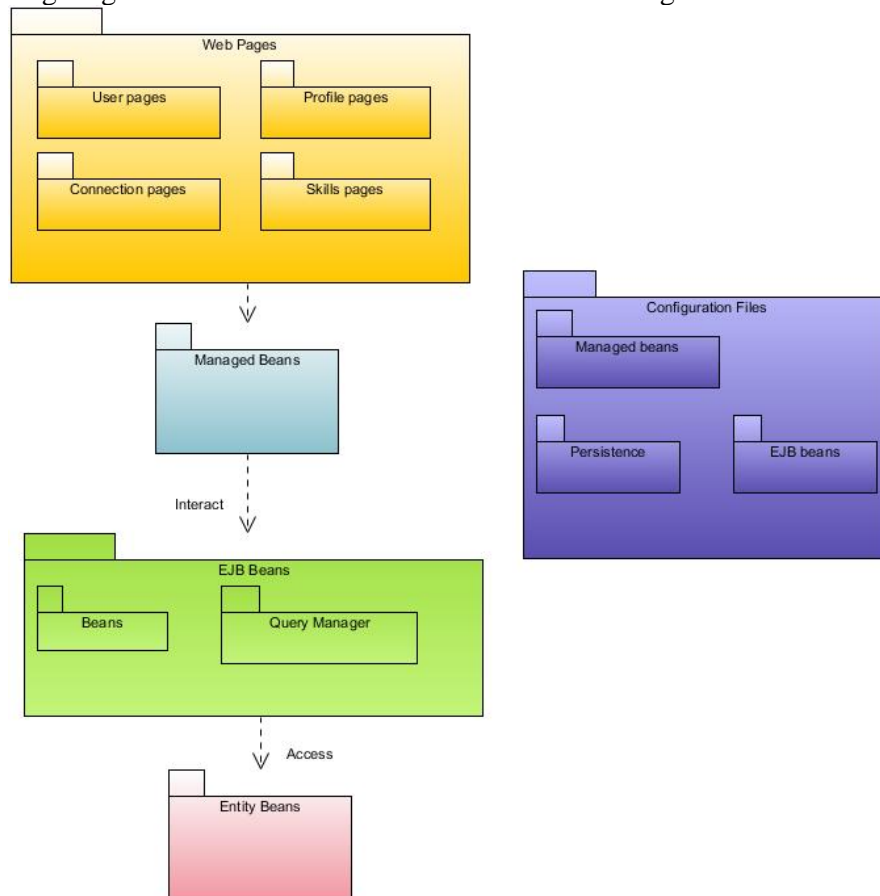 Web Pages
User pages
Profile pages
Connection pages
Skills pages
Configuration Files
Managed beans
Managed Beans
Persistence
EJB beans
Interact
EJB Beans
Beans
Query Manager
Access
Entity Beans